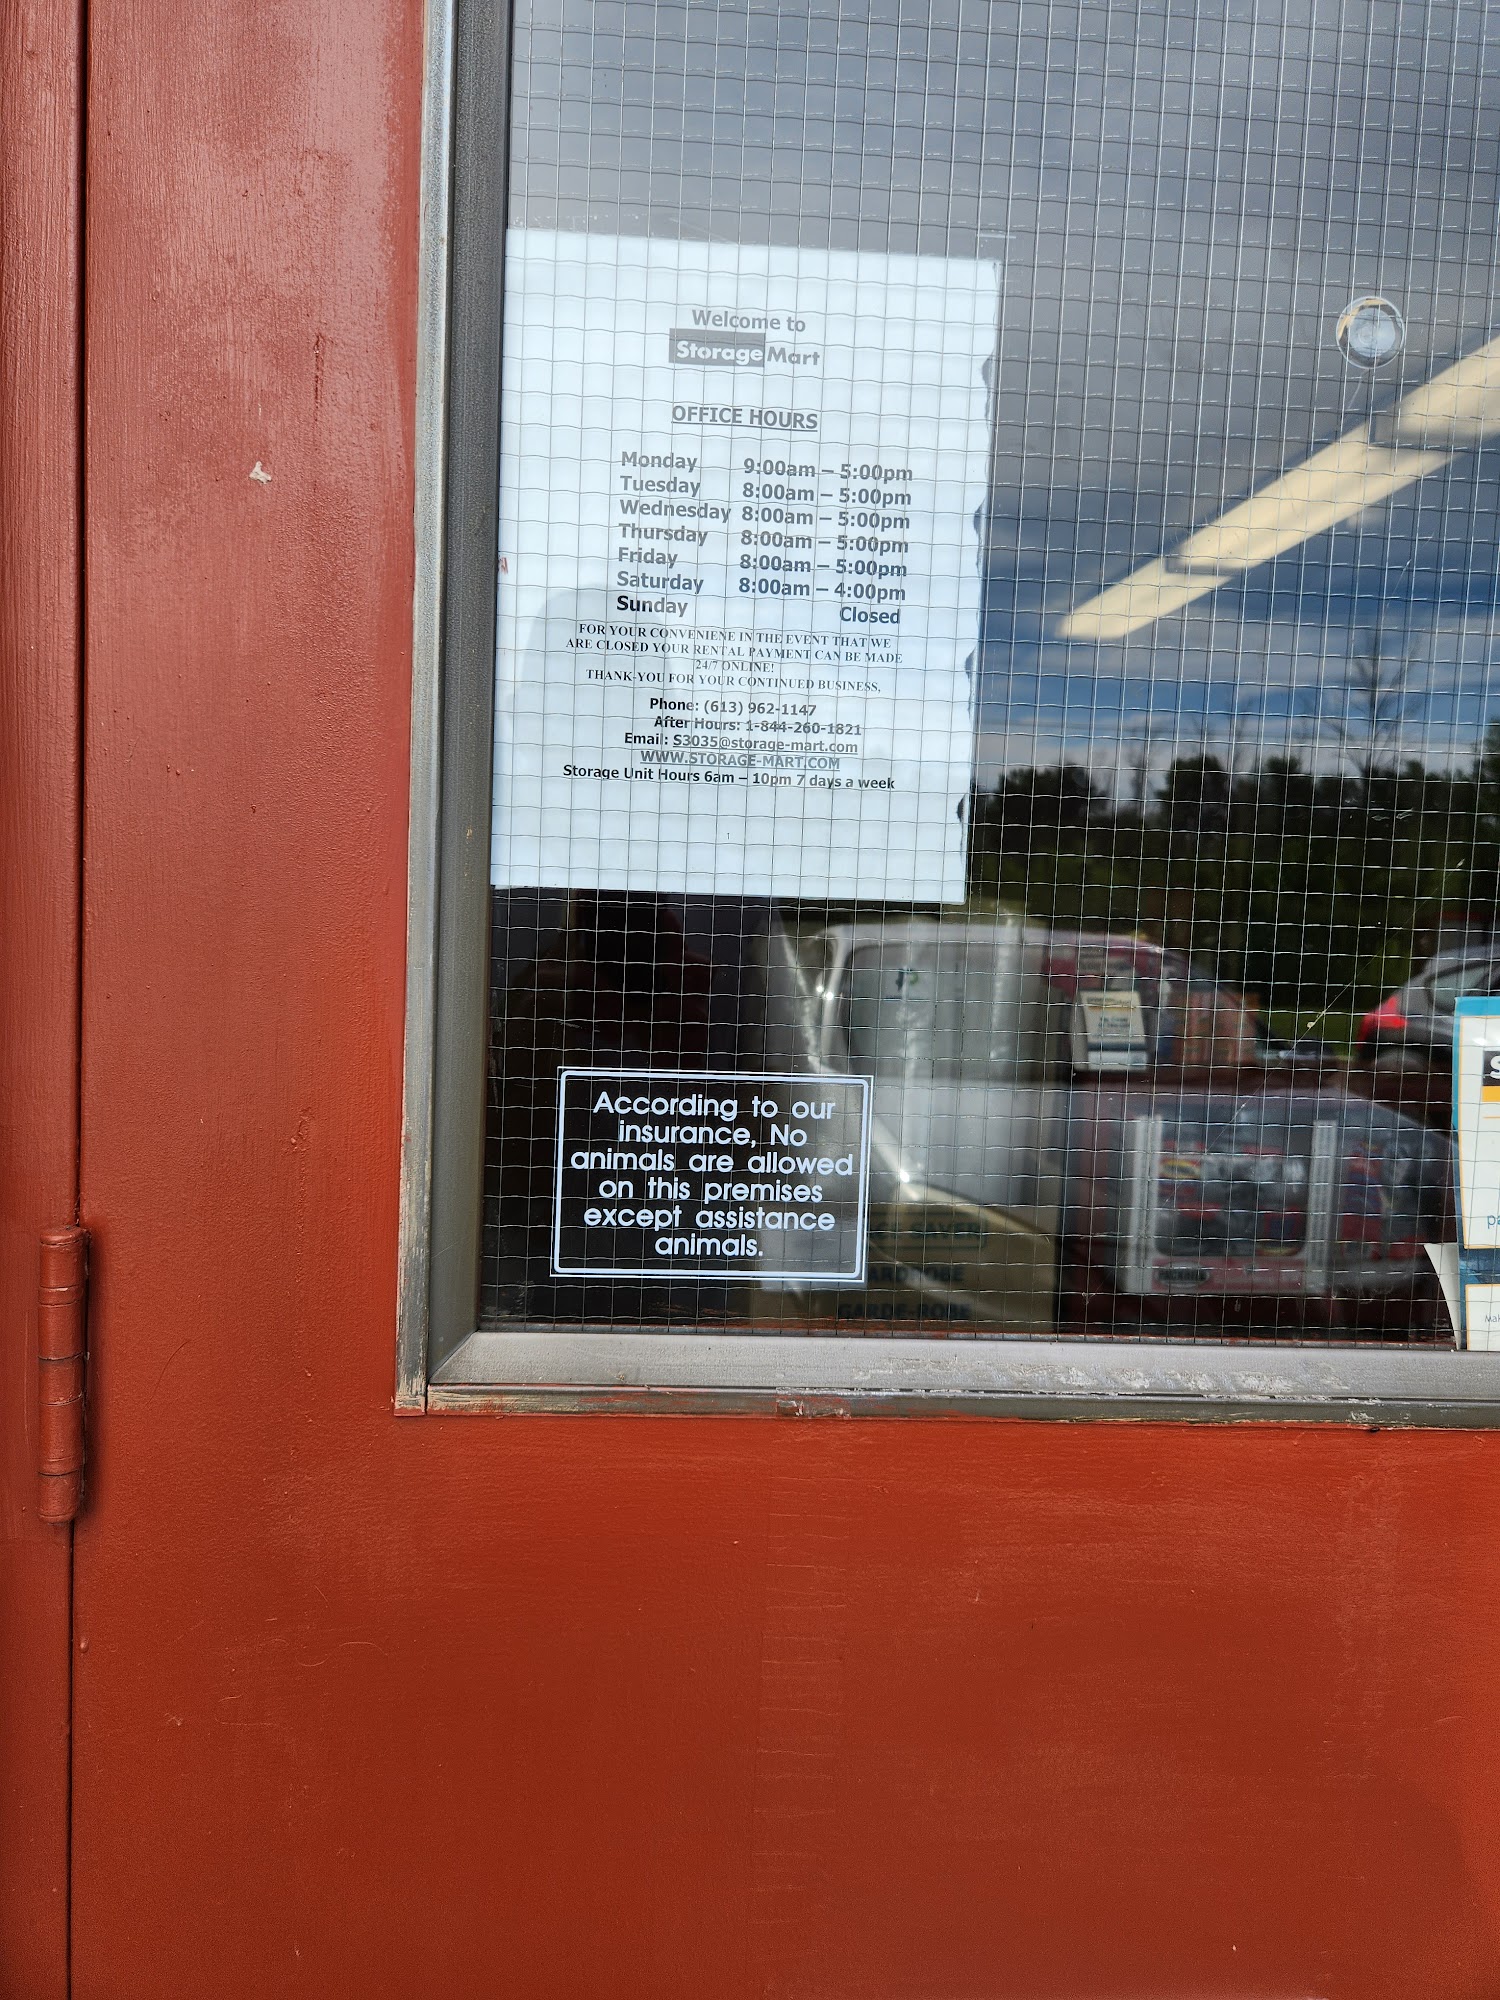 Welcome to
StorageMart
OFFICE HOURS
Monday 9:00am – 5:00pm
Tuesday 8:00am – 5:00pm
Wednesday 8:00am – 5:00pm
Thursday 8:00am – 5:00pm
Friday 8:00am – 5:00pm
Saturday 8:00am – 4:00pm
Sunday Closed
FOR YOUR CONVENIENE IN THE EVENT THAT WE
ARE CLOSED YOUR RENTAL PAYMENT CAN BE MADE
24/7 ONLINE!
THANK-YOU FOR YOUR CONTINUED BUSINESS.
Phone: (613) 962-1147
After Hours: 1-844-260-1821
Email: S3035@storage-mart.com
WWW.STORAGE-MART.COM
Storage Unit Hours 6am – 10pm 7 days a week
According to our
insurance, No
animals are allowed
on this premises
except assistance
animals.
GARDE-ROBE